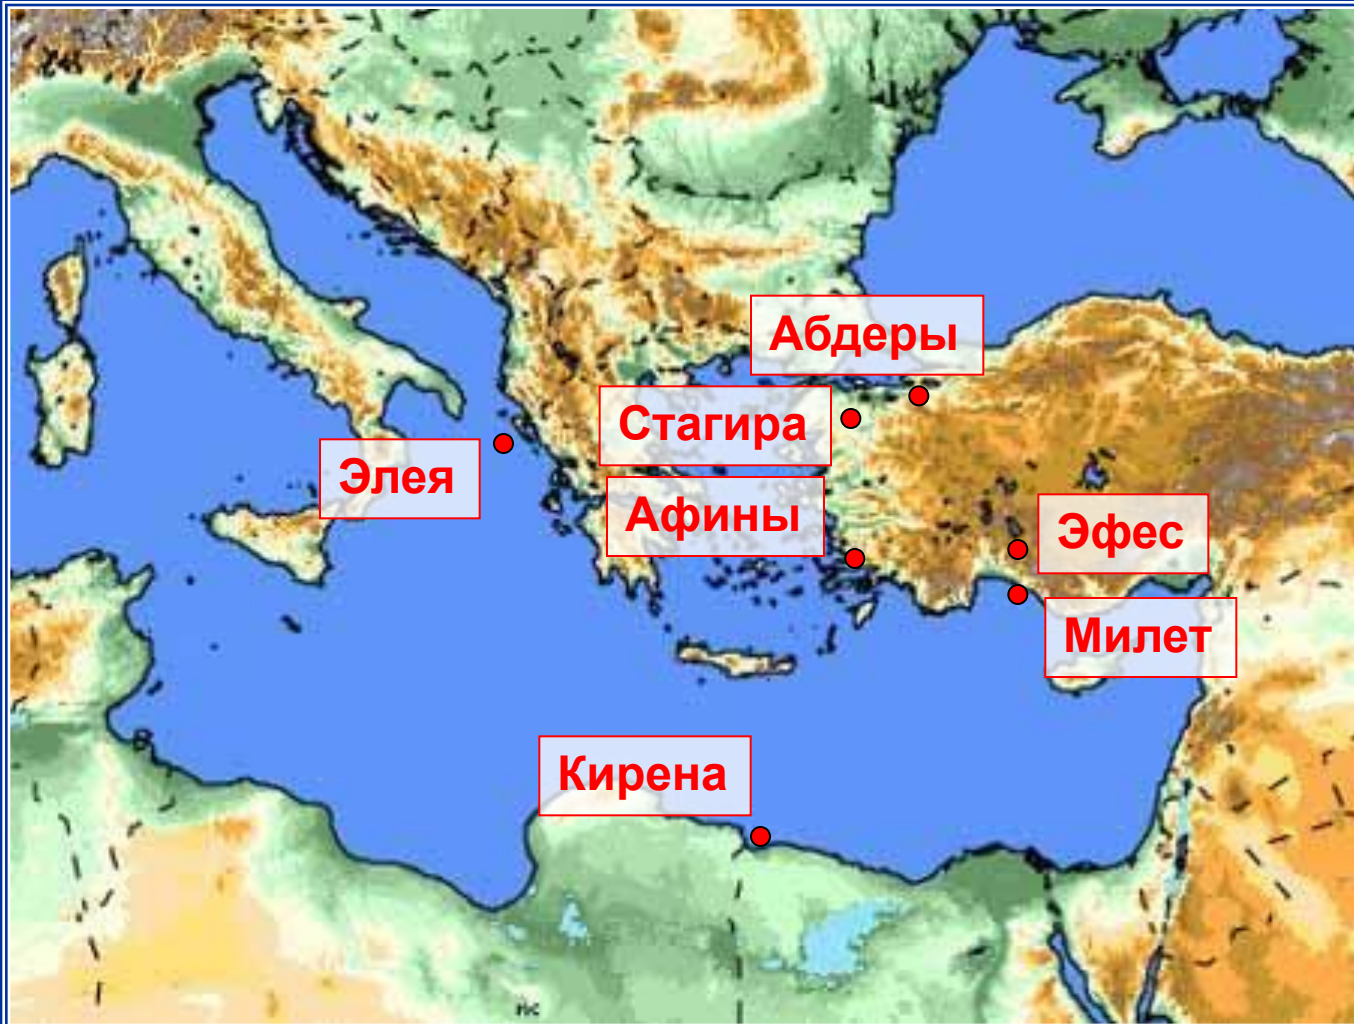 Абдеры
Стагира
Элея
Афины
Эфес
Милет
Кирена